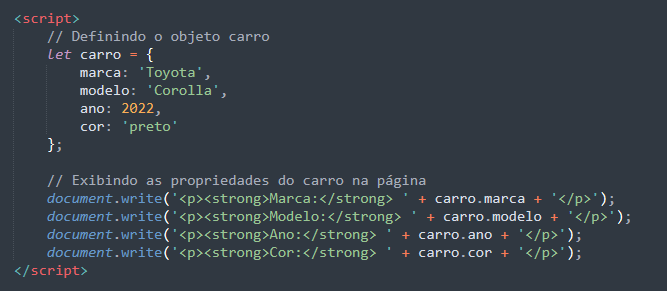 <script>
// Definindo o objeto carro
let carro = {
marca: 'Toyota',
modelo: 'Corolla',
ano: 2022,
cor: 'preto'
};
// Exibindo as propriedades do carro na página
document.write('<p><strong>Marca:</strong> ' + carro.marca + '</p>');
document.write('<p><strong>Modelo:</strong> ' + carro.modelo + '</p>');
document.write('<p><strong>Ano:</strong> ' + carro.ano + '</p>');
document.write('<p><strong>Cor:</strong> ' + carro.cor + '</p>');
</script>